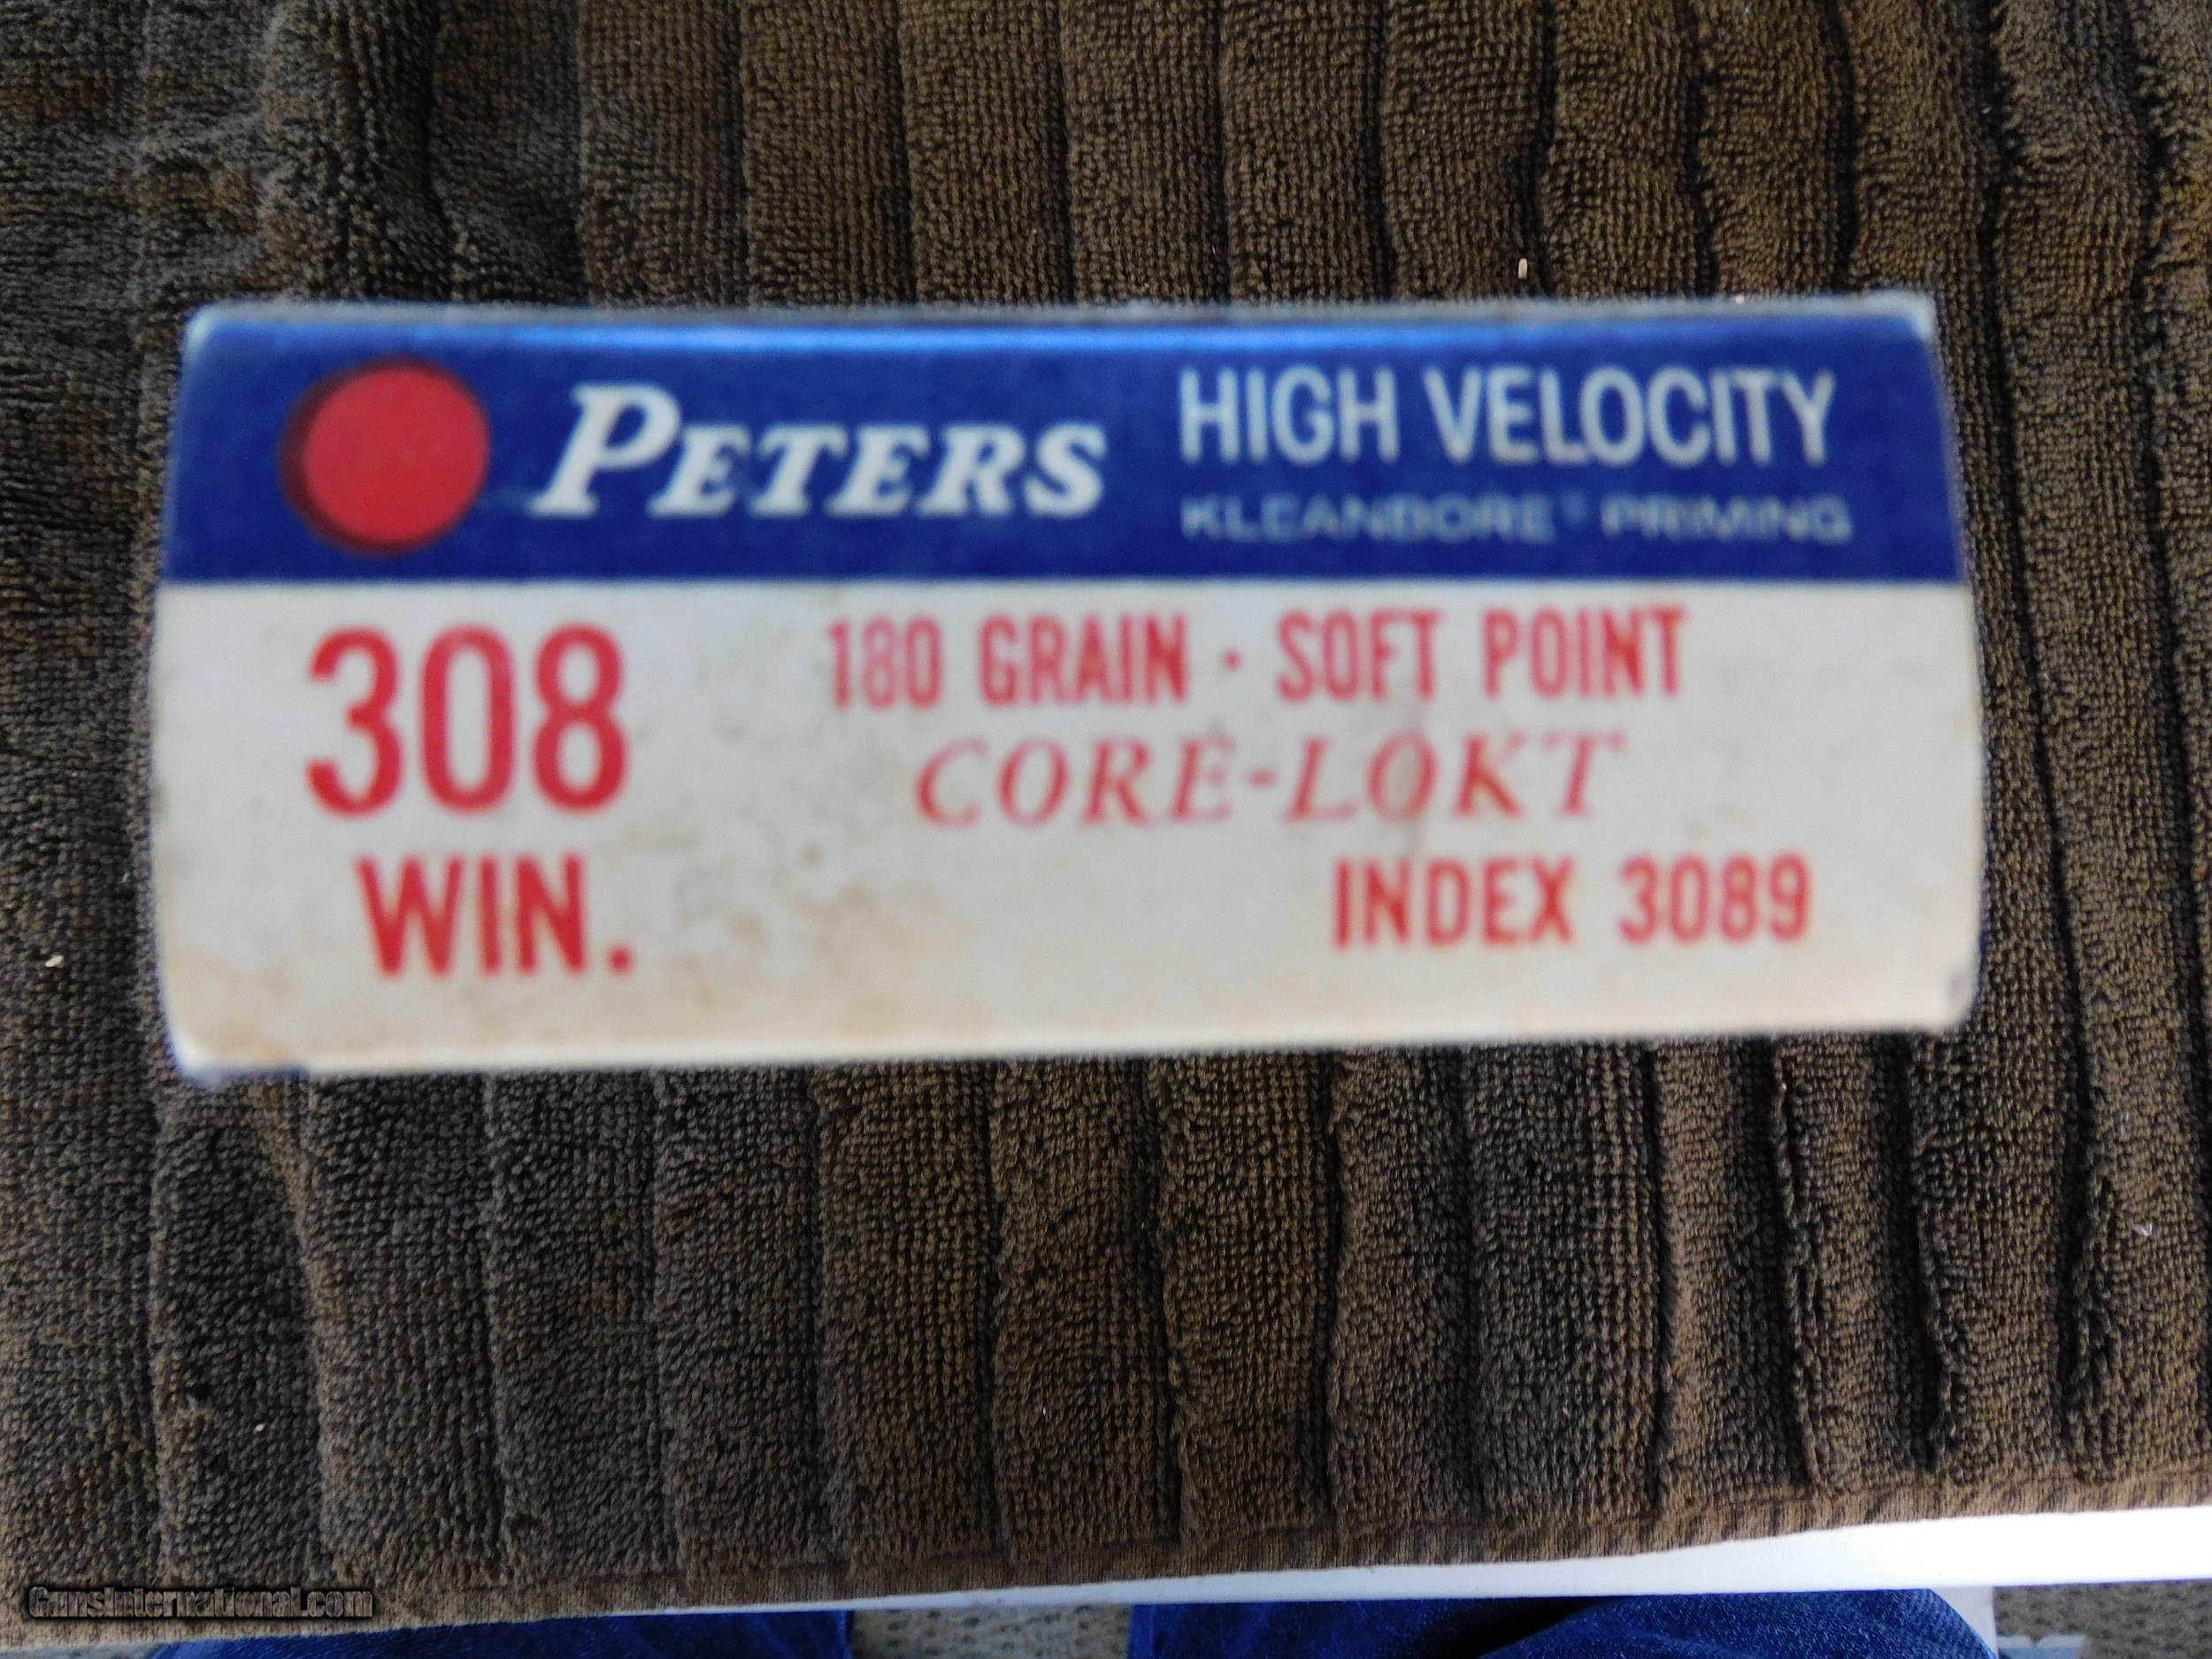 PETERS
HIGH VELOCITY
KLEANBORE PRIMING
308
WIN.
180 GRAIN · SOFT POINT
CORE-LOKT
INDEX 3089
GunsInternational.com